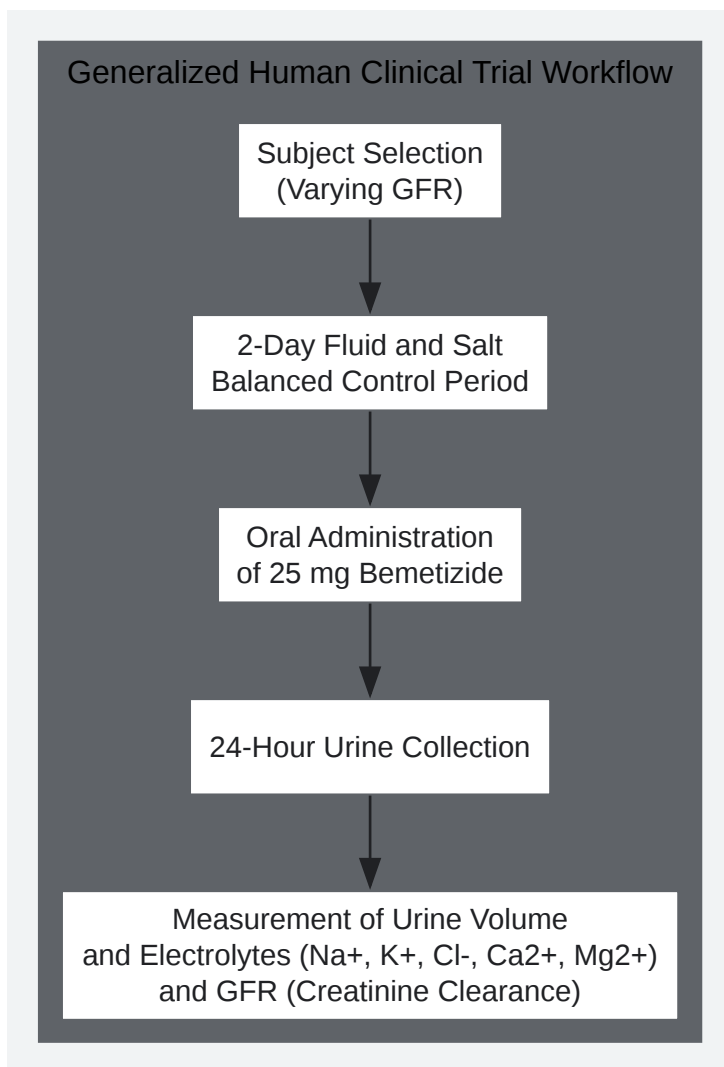 Generalized Human Clinical Trial Workflow
Subject Selection
(Varying GFR)
2-Day Fluid and Salt
Balanced Control Period
Oral Administration
of 25 mg Bemetizide
24-Hour Urine Collection
Measurement of Urine Volume
and Electrolytes (Na+, K+, Cl-, Ca2+, Mg2+)
and GFR (Creatinine Clearance)